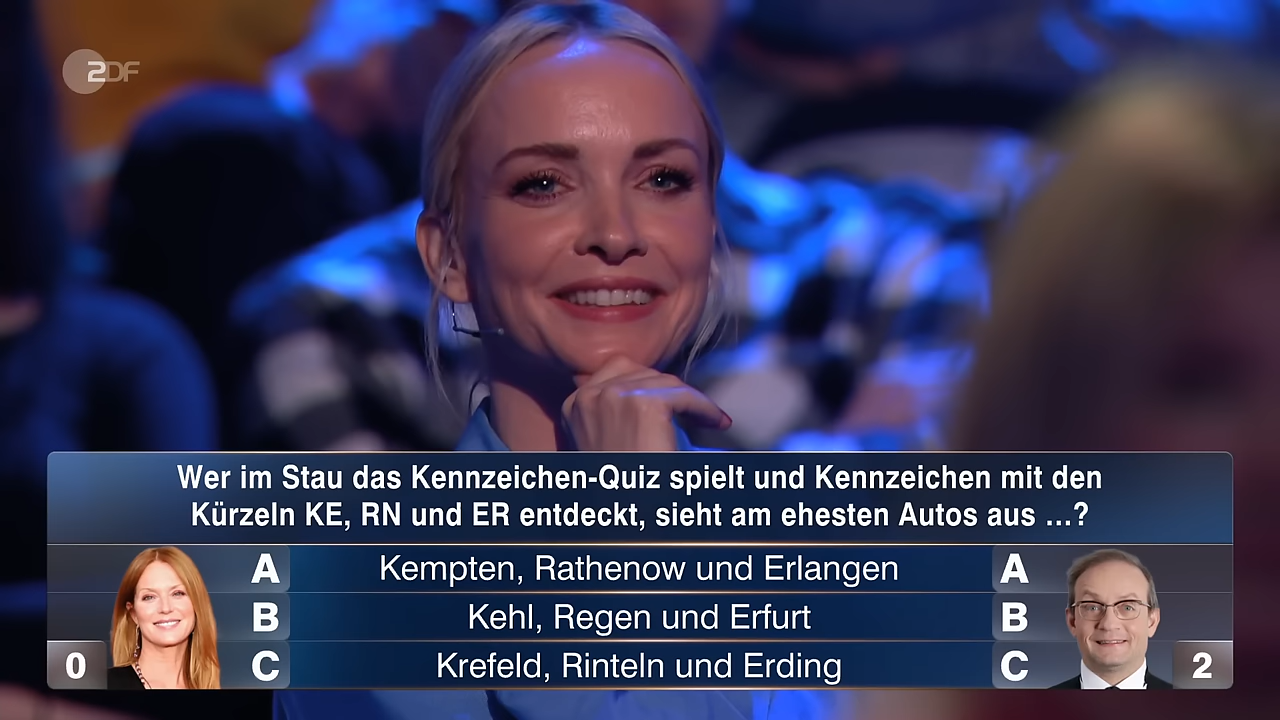 ZDF
Wer im Stau das Kennzeichen-Quiz spielt und Kennzeichen mit den
Kürzeln KE, RN und ER entdeckt, sieht am ehesten Autos aus ...?
A Kempten, Rathenow und Erlangen A
B Kehl, Regen und Erfurt B
0 C Krefeld, Rinteln und Erding C 2